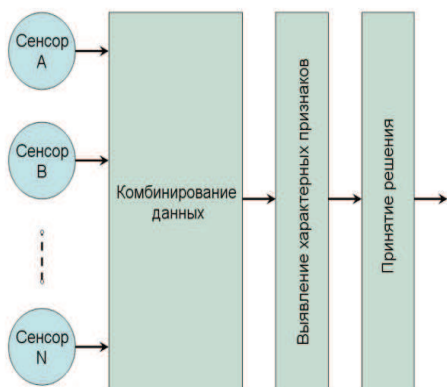 Сенсор
A
Сенсор
B
Сенсор
N
Комбинирование
данных
Выявление характерных признаков
Принятие решения